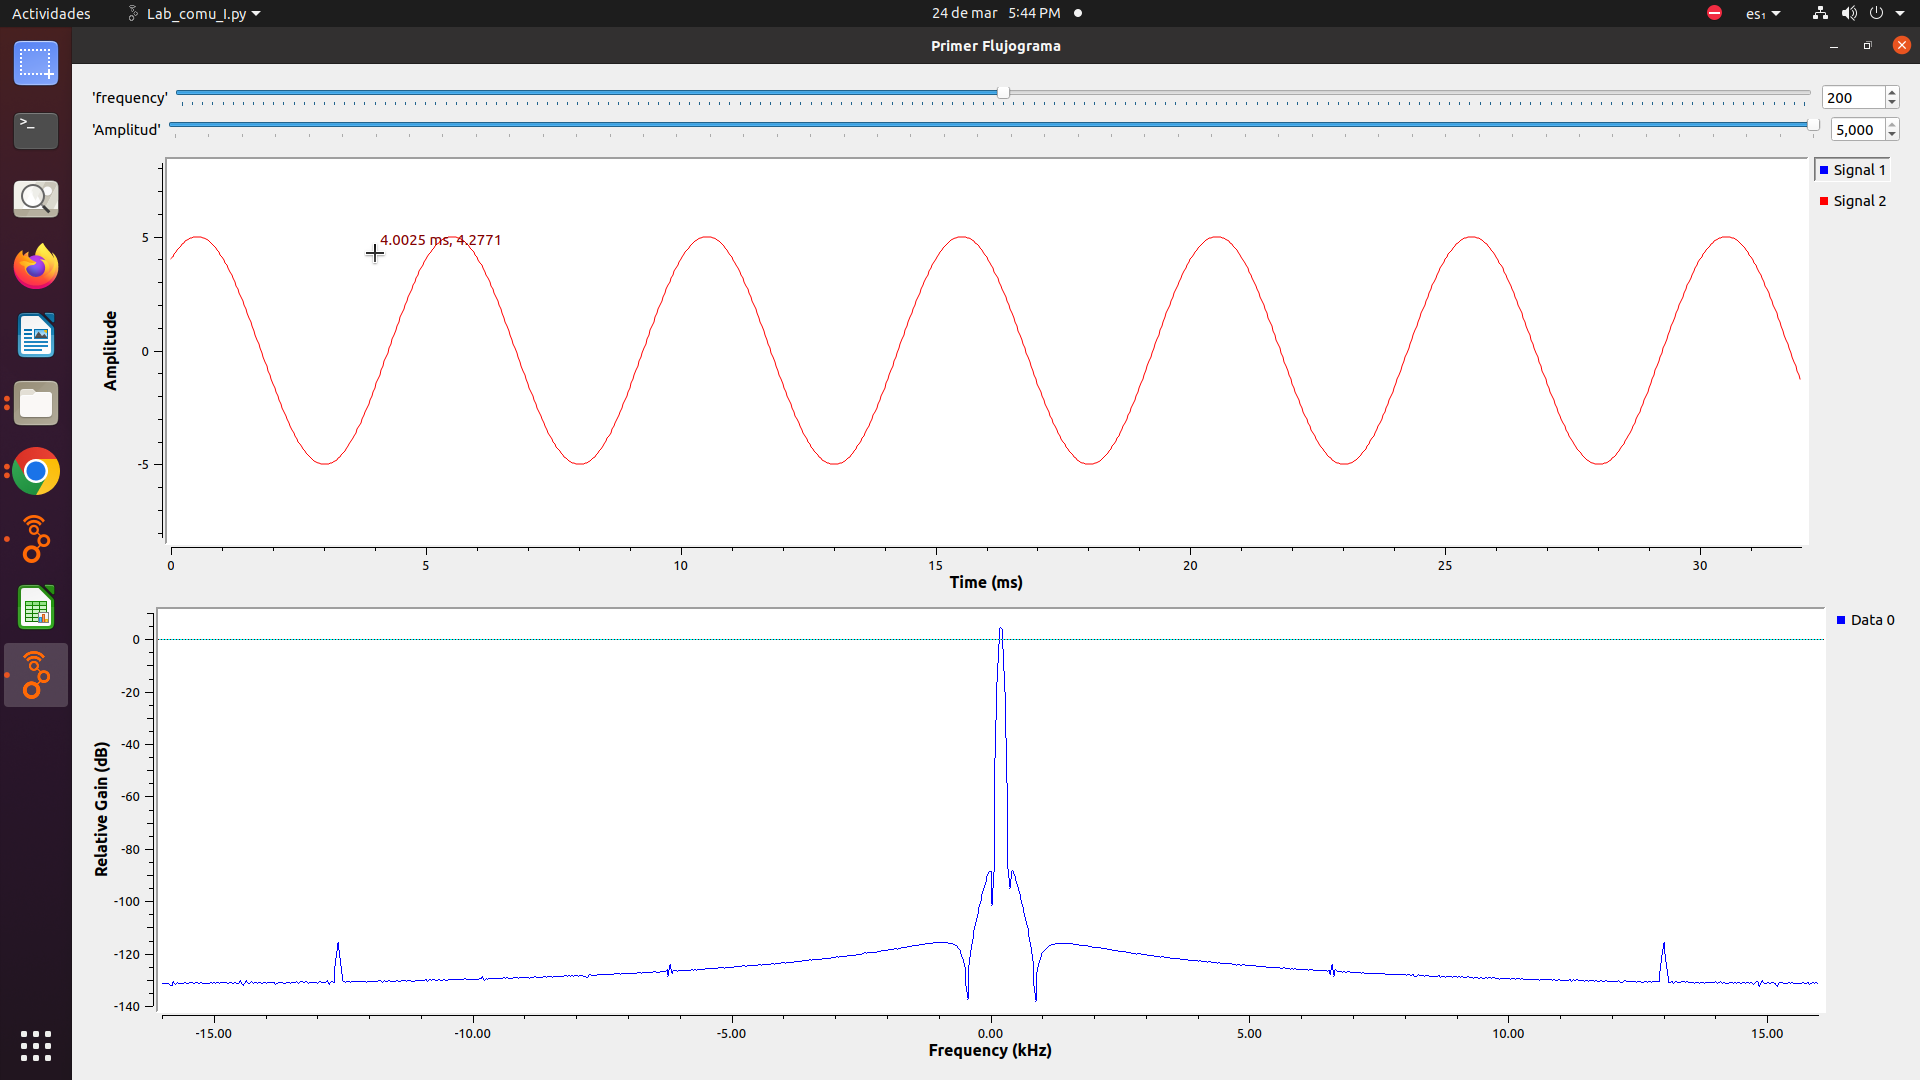 Actividades Lab_comu_I.py 24 de mar 5:44 PM es₁
Primer Flujograma
'frequency' 200
'Amplitud' 5,000
Signal 1
Signal 2
4.0025 ms, 4.2771
5
0
-5
Amplitude
0 5 10 15 20 25 30
Time (ms)
Data 0
0
-20
-40
-60
-80
-100
-120
-140
Relative Gain (dB)
-15.00 -10.00 -5.00 0.00 5.00 10.00 15.00
Frequency (kHz)